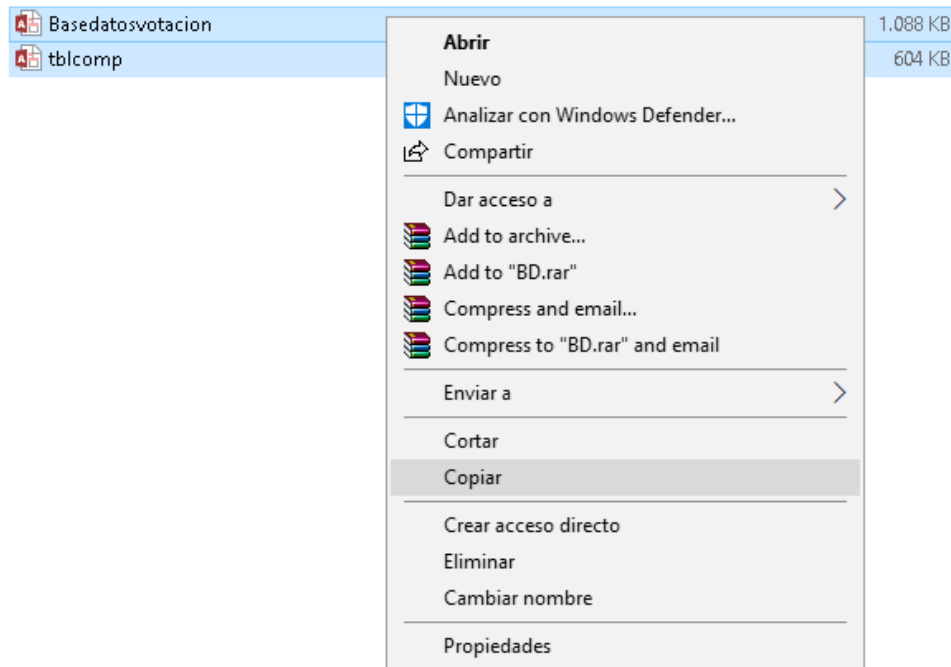 Basedatosvotacion 1.088 KB
tblcomp 604 KB
Abrir
Nuevo
Analizar con Windows Defender...
Compartir
Dar acceso a
Add to archive...
Add to "BD.rar"
Compress and email...
Compress to "BD.rar" and email
Enviar a
Cortar
Copiar
Crear acceso directo
Eliminar
Cambiar nombre
Propiedades